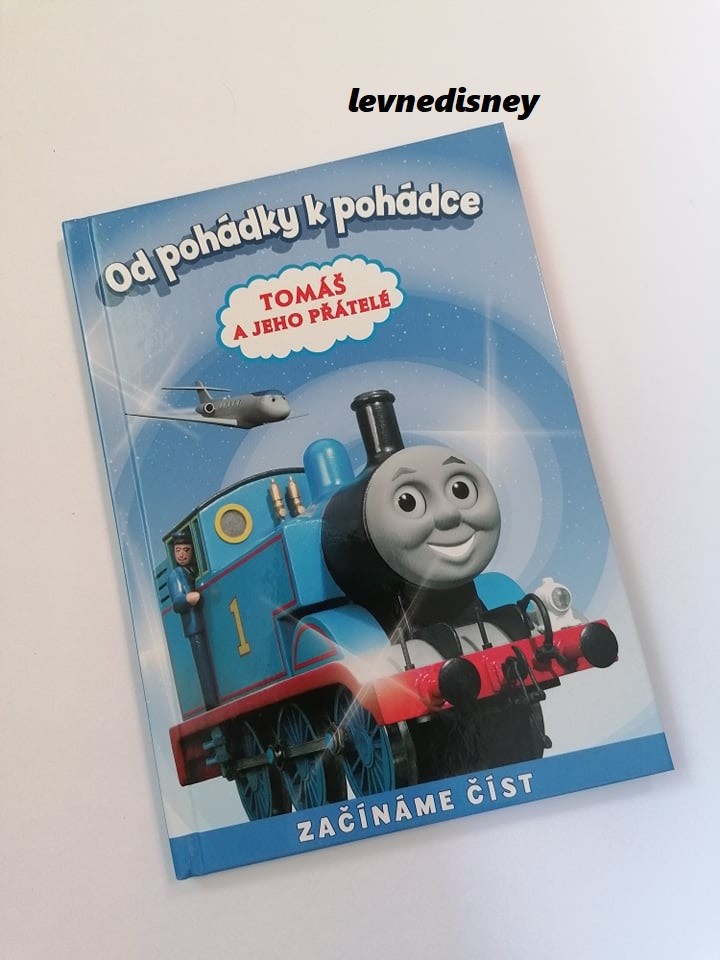 levnedisney
Od pohádky k pohádce
TOMÁŠ
A JEHO PŘÁTELÉ
1
ZAČÍNÁME ČÍST